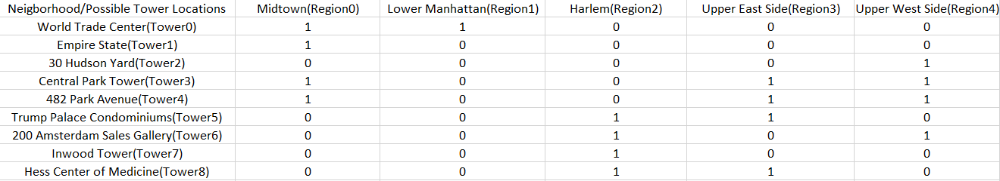 Neigborhood/Possible Tower Locations Midtown(Region0) Lower Manhattan(Region1) Harlem(Region2) Upper East Side(Region3) Upper West Side(Region4)
World Trade Center(Tower0) 1 1 0 0 0
Empire State(Tower1) 1 0 0 0 0
30 Hudson Yard(Tower2) 0 0 0 0 1
Central Park Tower(Tower3) 1 0 0 1 1
482 Park Avenue(Tower4) 1 0 0 1 1
Trump Palace Condominiums(Tower5) 0 0 1 1 0
200 Amsterdam Sales Gallery(Tower6) 0 0 1 0 1
Inwood Tower(Tower7) 0 0 1 0 0
Hess Center of Medicine(Tower8) 0 0 1 1 0